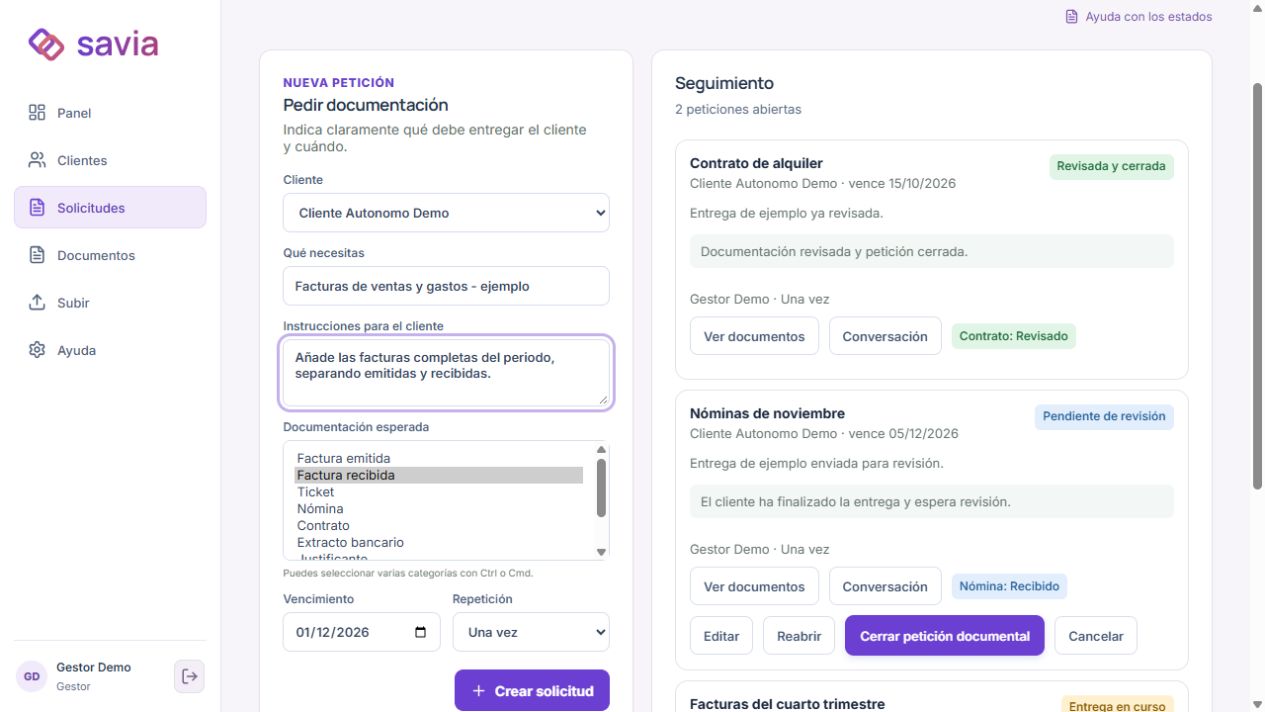 savia
Panel
Clientes
Solicitudes
Documentos
Subir
Ayuda
GD
Gestor Demo
Gestor
Ayuda con los estados
NUEVA PETICIÓN
Pedir documentación
Indica claramente qué debe entregar el cliente
y cuándo.
Cliente
Cliente Autonomo Demo
Qué necesitas
Facturas de ventas y gastos - ejemplo
Instrucciones para el cliente
Añade las facturas completas del periodo,
separando emitidas y recibidas.
Documentación esperada
Factura emitida
Factura recibida
Ticket
Nómina
Contrato
Extracto bancario
Justificante
Puedes seleccionar varias categorías con Ctrl o Cmd.
Vencimiento
Repetición
01/12/2026
Una vez
+ Crear solicitud
Seguimiento
2 peticiones abiertas
Contrato de alquiler
Revisada y cerrada
Cliente Autonomo Demo · vence 15/10/2026
Entrega de ejemplo ya revisada.
Documentación revisada y petición cerrada.
Gestor Demo · Una vez
Ver documentos
Conversación
Contrato: Revisado
Nóminas de noviembre
Pendiente de revisión
Cliente Autonomo Demo · vence 05/12/2026
Entrega de ejemplo enviada para revisión.
El cliente ha finalizado la entrega y espera revisión.
Gestor Demo · Una vez
Ver documentos
Conversación
Nómina: Recibido
Editar
Reabrir
Cerrar petición documental
Cancelar
Facturas del cuarto trimestre
Entrega en curso